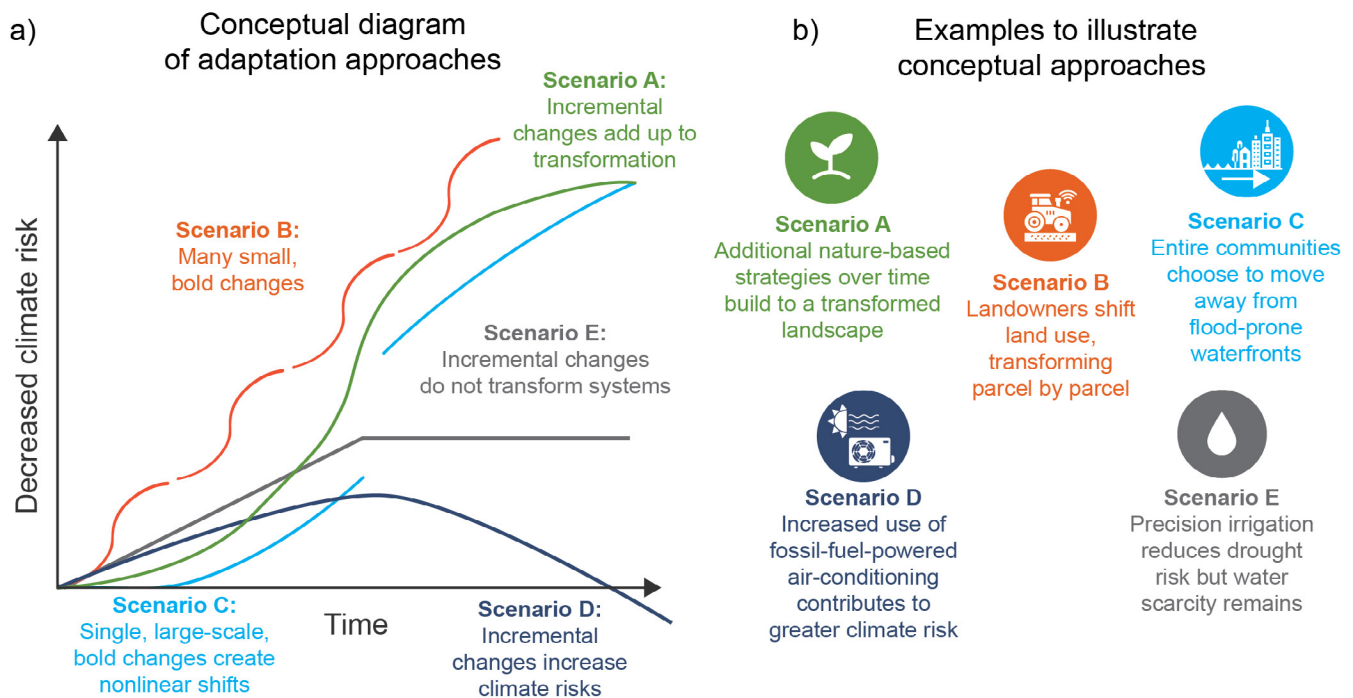 a)
Conceptual diagram
of adaptation approaches
Decreased climate risk
Time
Scenario A:
Incremental
changes add up to
transformation
Scenario B:
Many small,
bold changes
Scenario E:
Incremental changes
do not transform systems
Scenario C:
Single, large-scale,
bold changes create
nonlinear shifts
Scenario D:
Incremental
changes increase
climate risks
b)
Examples to illustrate
conceptual approaches
Scenario A
Additional nature-based
strategies over time
build to a transformed
landscape
Scenario B
Landowners shift
land use,
transforming
parcel by parcel
Scenario C
Entire communities
choose to move
away from
flood-prone
waterfronts
Scenario D
Increased use of
fossil-fuel-powered
air-conditioning
contributes to
greater climate risk
Scenario E
Precision irrigation
reduces drought
risk but water
scarcity remains